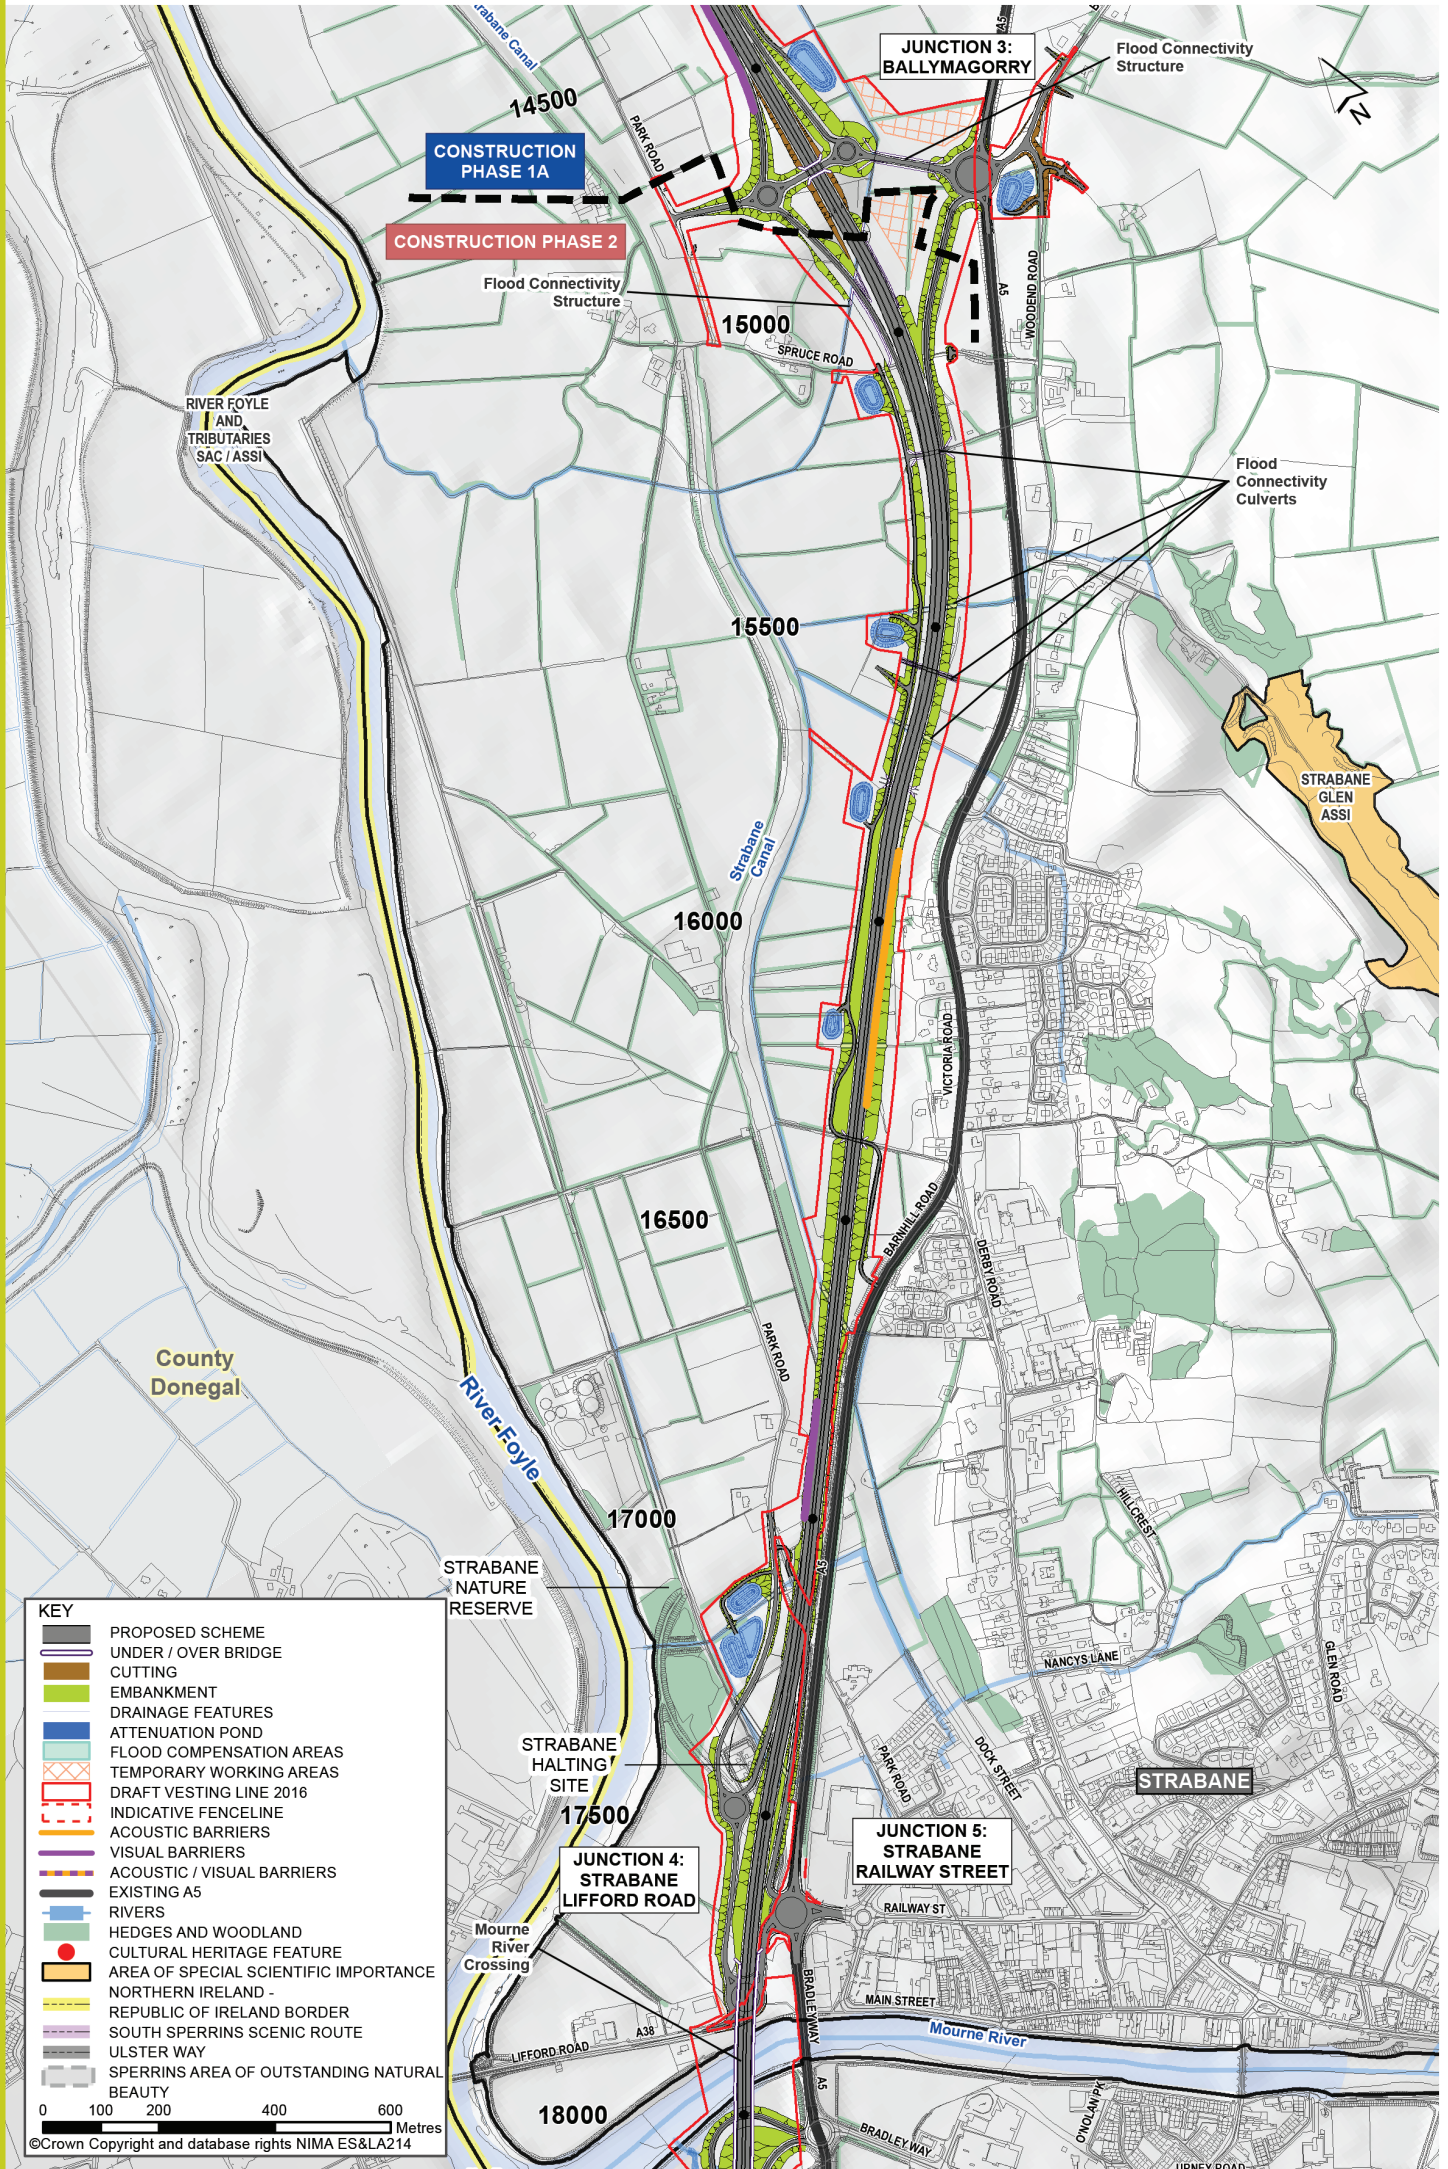 Strabane Canal
14500
JUNCTION 3:
BALLYMAGORRY
A5
Flood Connectivity
Structure
N
PARK ROAD
CONSTRUCTION
PHASE 1A
CONSTRUCTION PHASE 2
Flood Connectivity
Structure
15000
SPRUCE ROAD
A5
WOODEND ROAD
RIVER FOYLE
AND
TRIBUTARIES
SAC / ASSI
Flood
Connectivity
Culverts
15500
STRABANE
GLEN
ASSI
Strabane
Canal
16000
VICTORIA ROAD
16500
BARNHILL ROAD
DERBY ROAD
PARK ROAD
County
Donegal
River Foyle
17000
HILLCREST
A5
STRABANE
NATURE
RESERVE
NANCYS LANE
GLEN ROAD
STRABANE
HALTING
SITE
PARK ROAD
DOCK STREET
STRABANE
17500
JUNCTION 4:
STRABANE
LIFFORD ROAD
JUNCTION 5:
STRABANE
RAILWAY STREET
RAILWAY ST
Mourne
River
Crossing
BRADLEY WAY
MAIN STREET
Mourne River
A38
LIFFORD ROAD
A5
18000
BRADLEY WAY
O'NOLAN PK
URNEY ROAD
KEY
PROPOSED SCHEME
UNDER / OVER BRIDGE
CUTTING
EMBANKMENT
DRAINAGE FEATURES
ATTENUATION POND
FLOOD COMPENSATION AREAS
TEMPORARY WORKING AREAS
DRAFT VESTING LINE 2016
INDICATIVE FENCELINE
ACOUSTIC BARRIERS
VISUAL BARRIERS
ACOUSTIC / VISUAL BARRIERS
EXISTING A5
RIVERS
HEDGES AND WOODLAND
CULTURAL HERITAGE FEATURE
AREA OF SPECIAL SCIENTIFIC IMPORTANCE
NORTHERN IRELAND -
REPUBLIC OF IRELAND BORDER
SOUTH SPERRINS SCENIC ROUTE
ULSTER WAY
SPERRINS AREA OF OUTSTANDING NATURAL
BEAUTY
0 100 200 400 600
Metres
©Crown Copyright and database rights NIMA ES&LA214